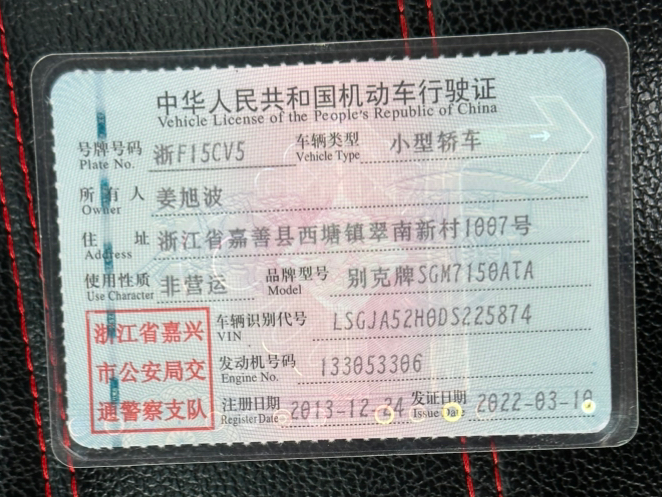 中华人民共和国机动车行驶证
Vehicle License of the People's Republic of China
号牌号码 浙F15CV5 车辆类型 小型轿车
Plate No. Vehicle Type
所有人 姜旭波
Owner
住址 浙江省嘉善县西塘镇翠南新村1007号
Address
使用性质 非营运 品牌型号 别克牌SGM7150ATA
Use Character Model
浙江省嘉兴
市公安局交
通警察支队
车辆识别代号 LSGJA52H0DS225874
VIN
发动机号码 133053306
Engine No.
注册日期 2013-12-24 发证日期 2022-03-10
Register Date Issue Date